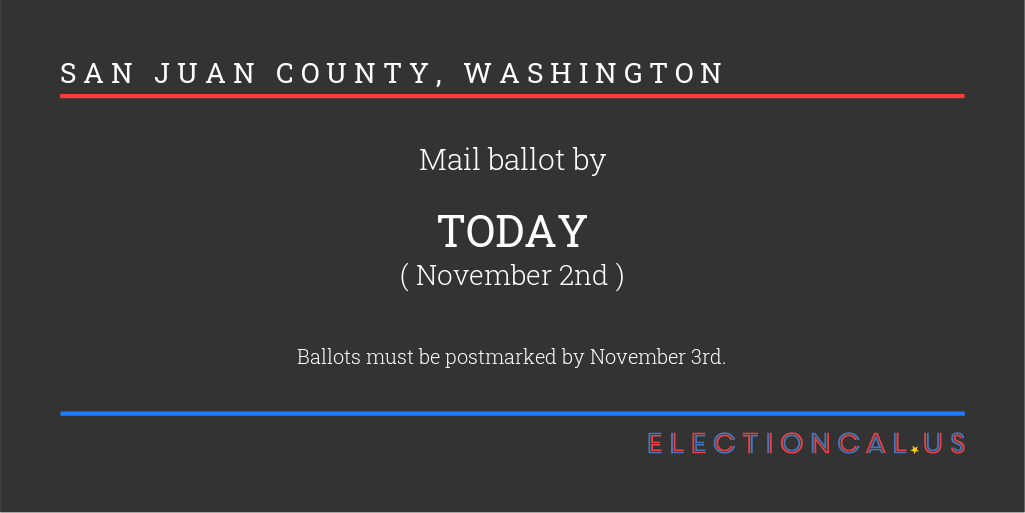 SAN JUAN COUNTY, WASHINGTON
Mail ballot by
TODAY
( November 2nd )
Ballots must be postmarked by November 3rd.
ELECTIONCAL.US